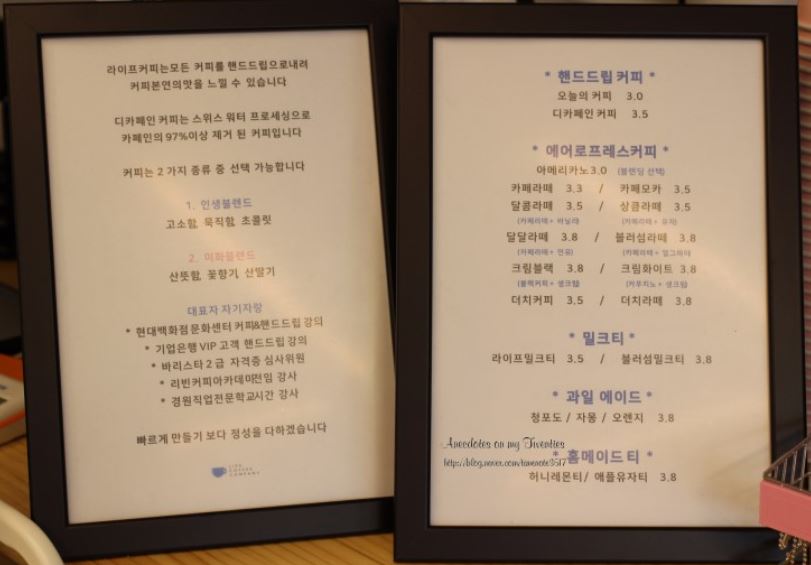 라이프커피는모든 커피를 핸드드립으로내려
커피본연의맛을 느낄 수 있습니다
디카페인 커피는 스위스 워터 프로세싱으로
카페인의 97%이상 제거 된 커피입니다
커피는 2 가지 종류 중 선택 가능합니다
1. 인생블렌드
고소함, 묵직함, 초콜릿
2. 미화블렌드
산뜻함, 꽃향기, 산딸기
대표자 자기자랑
* 현대백화점문화센터 커피&핸드드립 강의
* 기업은행 VIP 고객 핸드드립 강의
* 바리스타 2 급 자격증 심사위원
* 리빈커피아카데미전임 강사
* 경원직업전문학교시간 강사
빠르게 만들기 보다 정성을 다하겠습니다
LIFE
COFFEE
COMPANY
* 핸드드립 커피 *
오늘의 커피 3.0
디카페인 커피 3.5
* 에어로프레스커피 *
아메리카노 3.0 (블렌딩 선택)
카페라떼 3.3 / 카페모카 3.5
달콤라떼 3.5 / 상큼라떼 3.5
(카페라떼+ 바닐라) (카페라떼+ 유자)
달달라떼 3.8 / 블러섬라떼 3.8
(카페라떼+ 연유) (카페라떼+ 얼그레이)
크림블랙 3.8 / 크림화이트 3.8
(블랙커피+ 생크림) (카푸치노+ 생크림)
더치커피 3.5 / 더치라떼 3.8
* 밀크티 *
라이프밀크티 3.5 / 블러섬밀크티 3.8
* 과일 에이드 *
청포도 / 자몽 / 오렌지 3.8
Anecdotes on my Twenties
* 홈메이드 티 *
허니레몬티/ 애플유자티 3.8